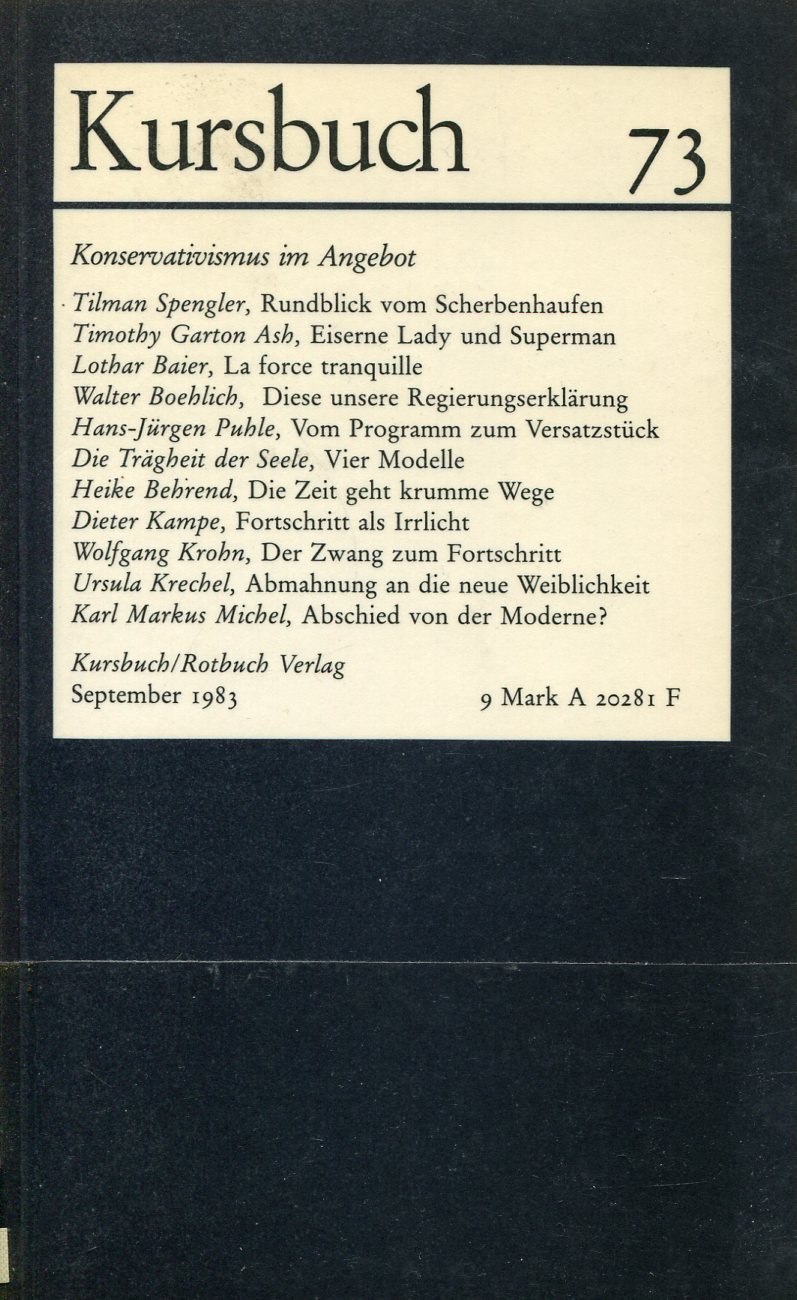 Kursbuch 73
Konservativismus im Angebot
Tilman Spengler, Rundblick vom Scherbenhaufen
Timothy Garton Ash, Eiserne Lady und Superman
Lothar Baier, La force tranquille
Walter Boehlich, Diese unsere Regierungserklärung
Hans-Jürgen Puhle, Vom Programm zum Versatzstück
Die Trägheit der Seele, Vier Modelle
Heike Behrend, Die Zeit geht krumme Wege
Dieter Kampe, Fortschritt als Irrlicht
Wolfgang Krohn, Der Zwang zum Fortschritt
Ursula Krechel, Abmahnung an die neue Weiblichkeit
Karl Markus Michel, Abschied von der Moderne?
Kursbuch/Rotbuch Verlag
September 1983 9 Mark A 20281 F